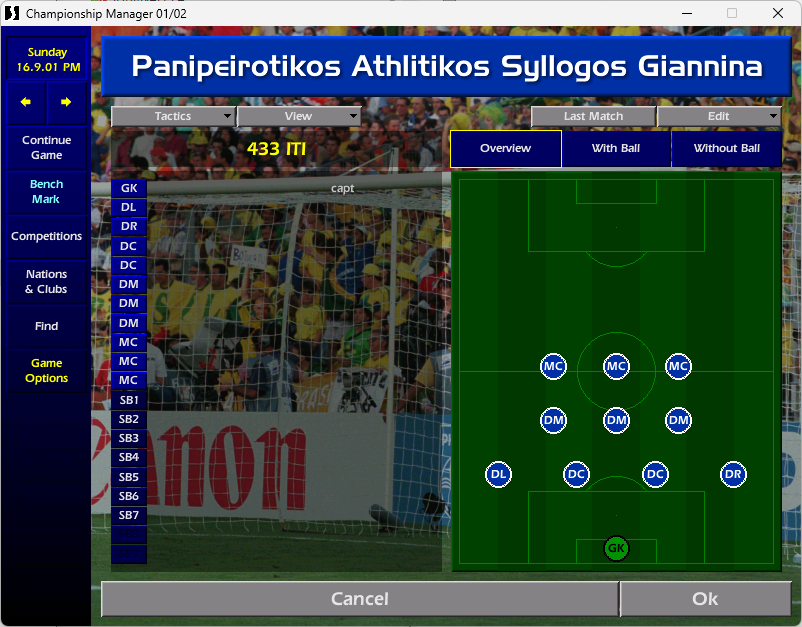 Championship Manager 01/02
Sunday
16.9.01 PM
Continue
Game
Bench
Mark
Competitions
Nations
& Clubs
Find
Game
Options
Panipeirotikos Athlitikos Syllogos Giannina
Tactics
View
Last Match
Edit
433 ITI
Overview
With Ball
Without Ball
GK
capt
DL
DR
DC
DC
DM
DM
DM
MC
MC
MC
SB1
SB2
SB3
SB4
SB5
SB6
SB7
MC MC MC
DM DM DM
DL DC DC DR
GK
anon
Cancel
Ok